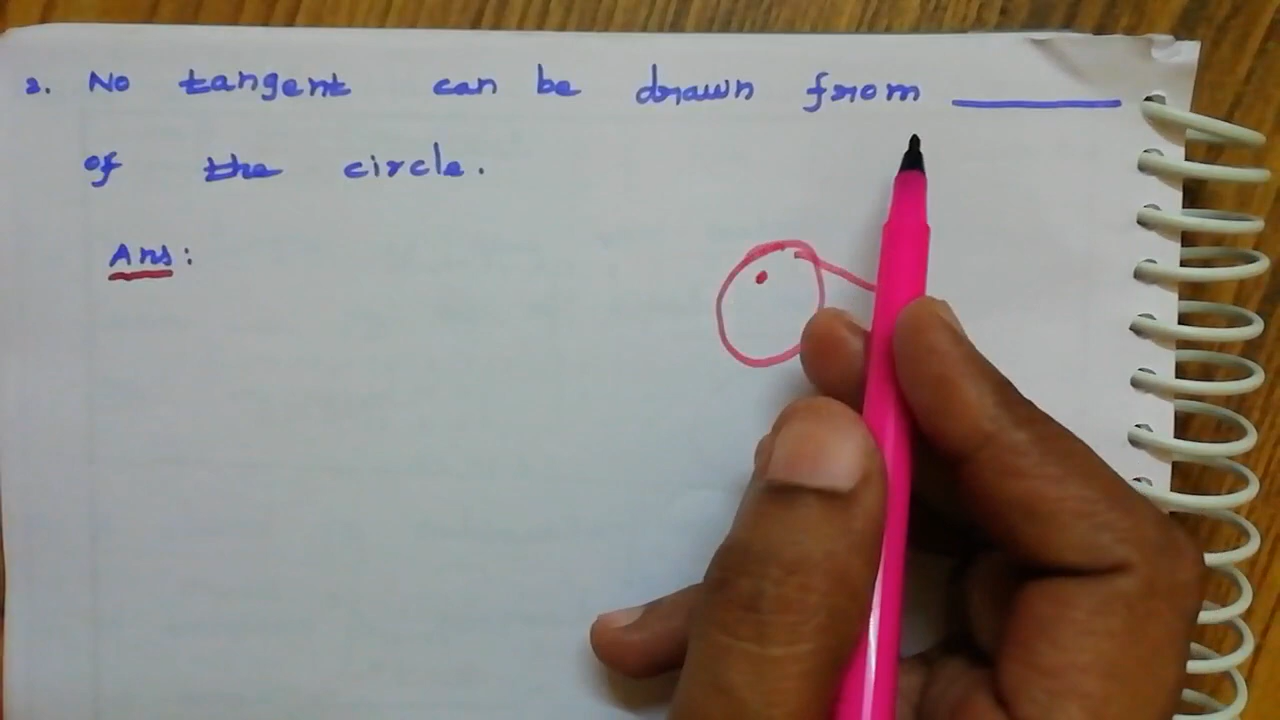 2. No tangent can be drawn from ______
of the circle.
Ans: